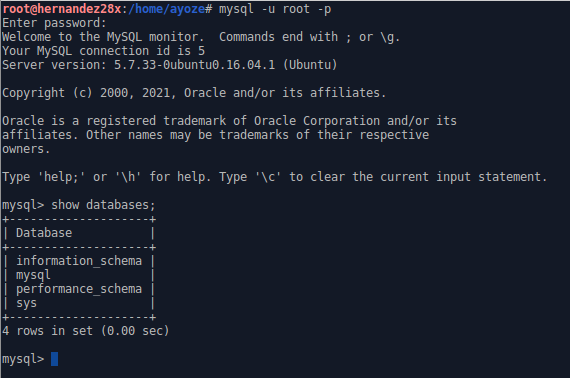 root@hernandez28x:/home/ayoze# mysql -u root -p
Enter password:
Welcome to the MySQL monitor.  Commands end with ; or \g.
Your MySQL connection id is 5
Server version: 5.7.33-0ubuntu0.16.04.1 (Ubuntu)
Copyright (c) 2000, 2021, Oracle and/or its affiliates.
Oracle is a registered trademark of Oracle Corporation and/or its
affiliates. Other names may be trademarks of their respective
owners.
Type 'help;' or '\h' for help. Type '\c' to clear the current input statement.
mysql> show databases;
+--------------------+
| Database           |
+--------------------+
| information_schema |
| mysql              |
| performance_schema |
| sys                |
+--------------------+
4 rows in set (0.00 sec)
mysql>